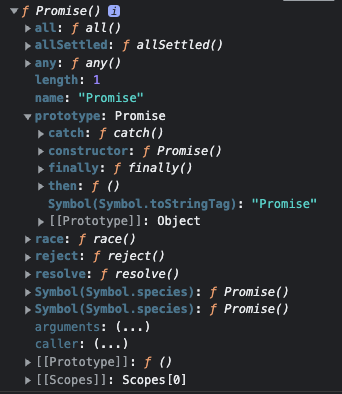 ▼ƒ Promise() i
▶ all: ƒ all()
▶ allSettled: ƒ allSettled()
▶ any: ƒ any()
length: 1
name: "Promise"
▼ prototype: Promise
▶ catch: ƒ catch()
▶ constructor: ƒ Promise()
▶ finally: ƒ finally()
▶ then: ƒ ()
Symbol(Symbol.toStringTag): "Promise"
▶ [[Prototype]]: Object
▶ race: ƒ race()
▶ reject: ƒ reject()
▶ resolve: ƒ resolve()
▶ Symbol(Symbol.species): ƒ Promise()
▶ Symbol(Symbol.species): ƒ Promise()
arguments: (...)
caller: (...)
▶ [[Prototype]]: ƒ ()
▶ [[Scopes]]: Scopes[0]